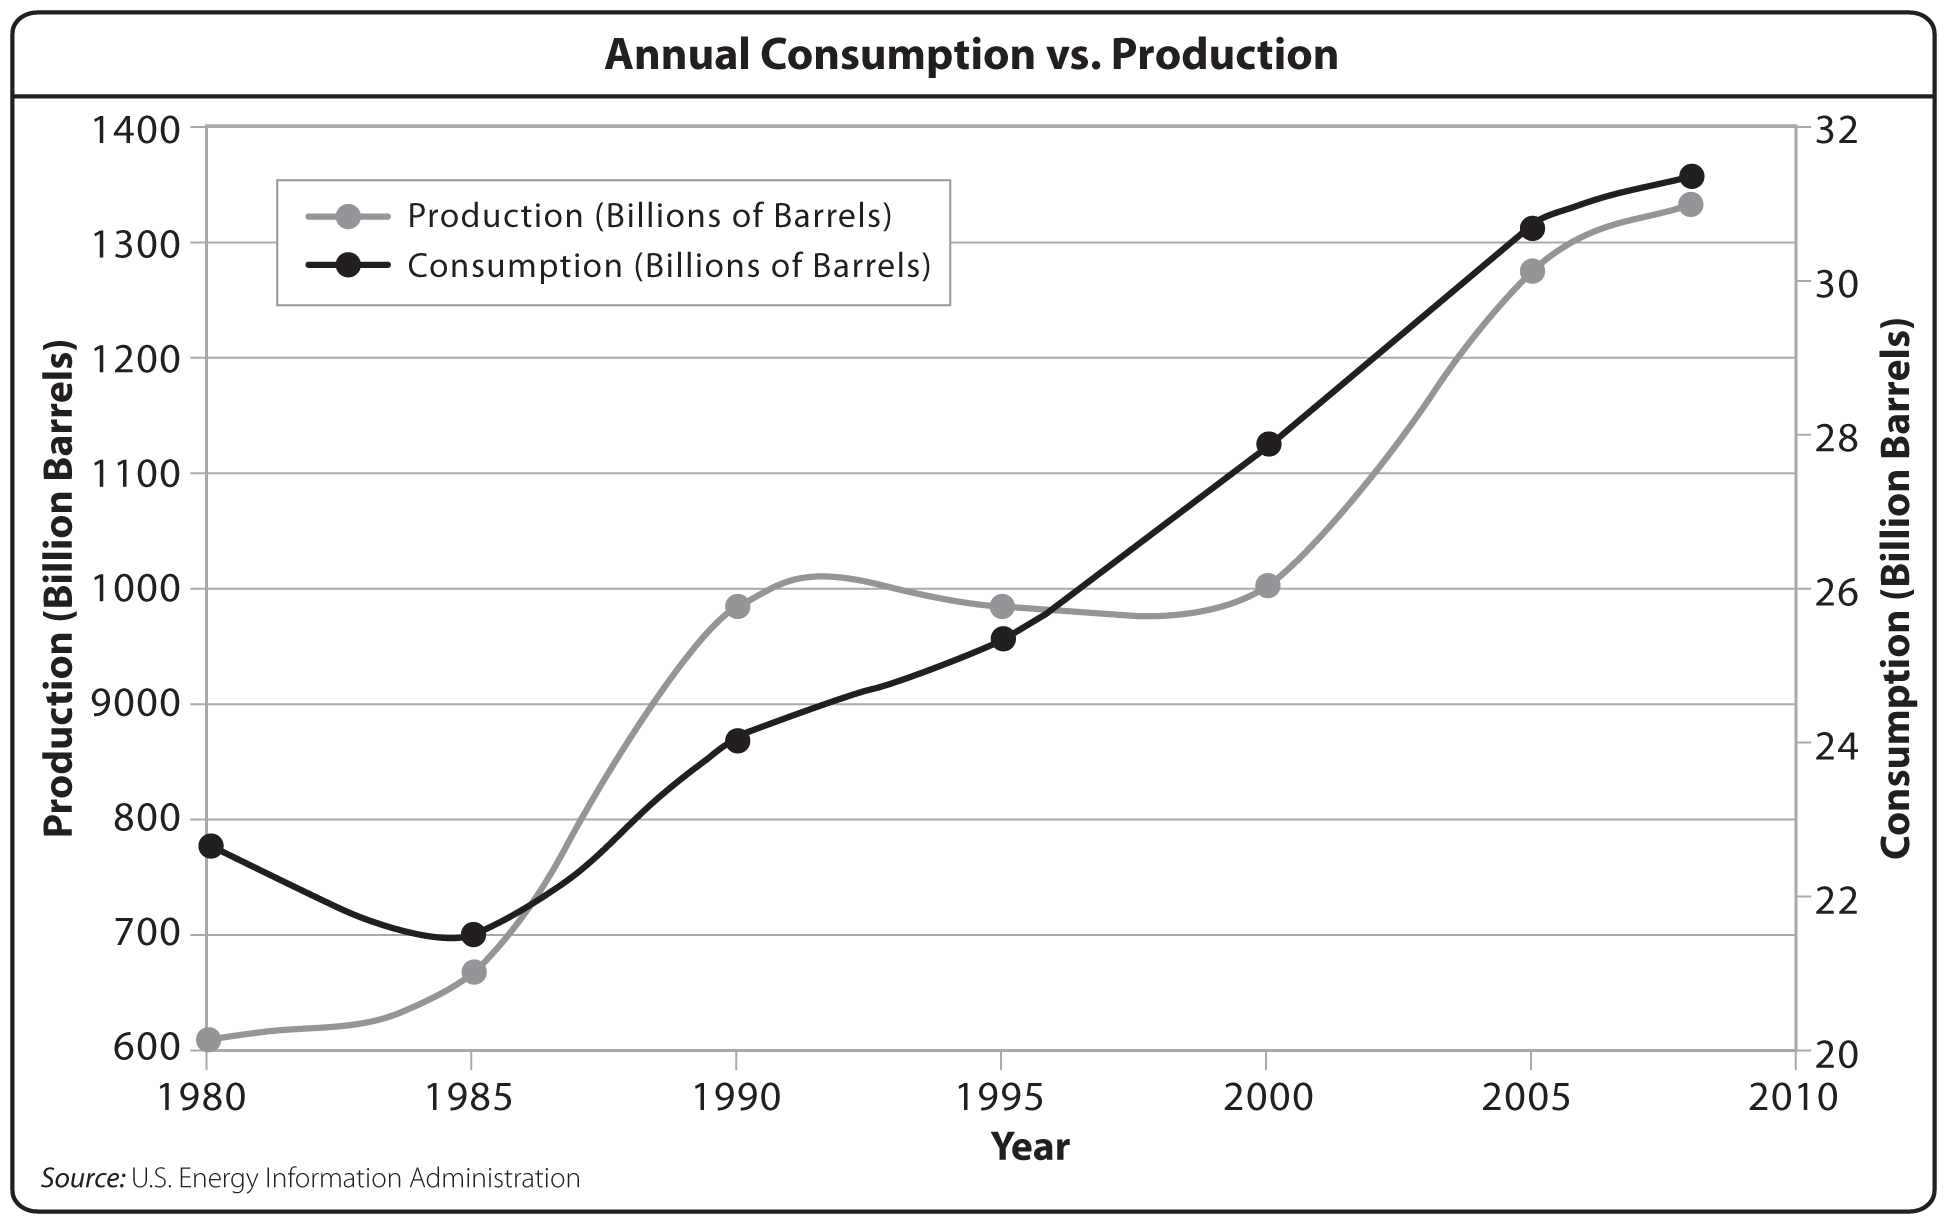 Annual Consumption vs. Production
1400
1300
1200
1100
1000
9000
800
700
600
Production (Billion Barrels)
Production (Billions of Barrels)
Consumption (Billions of Barrels)
32
30
28
26
24
22
20
Consumption (Billion Barrels)
1980 1985 1990 1995 2000 2005 2010
Year
Source: U.S. Energy Information Administration